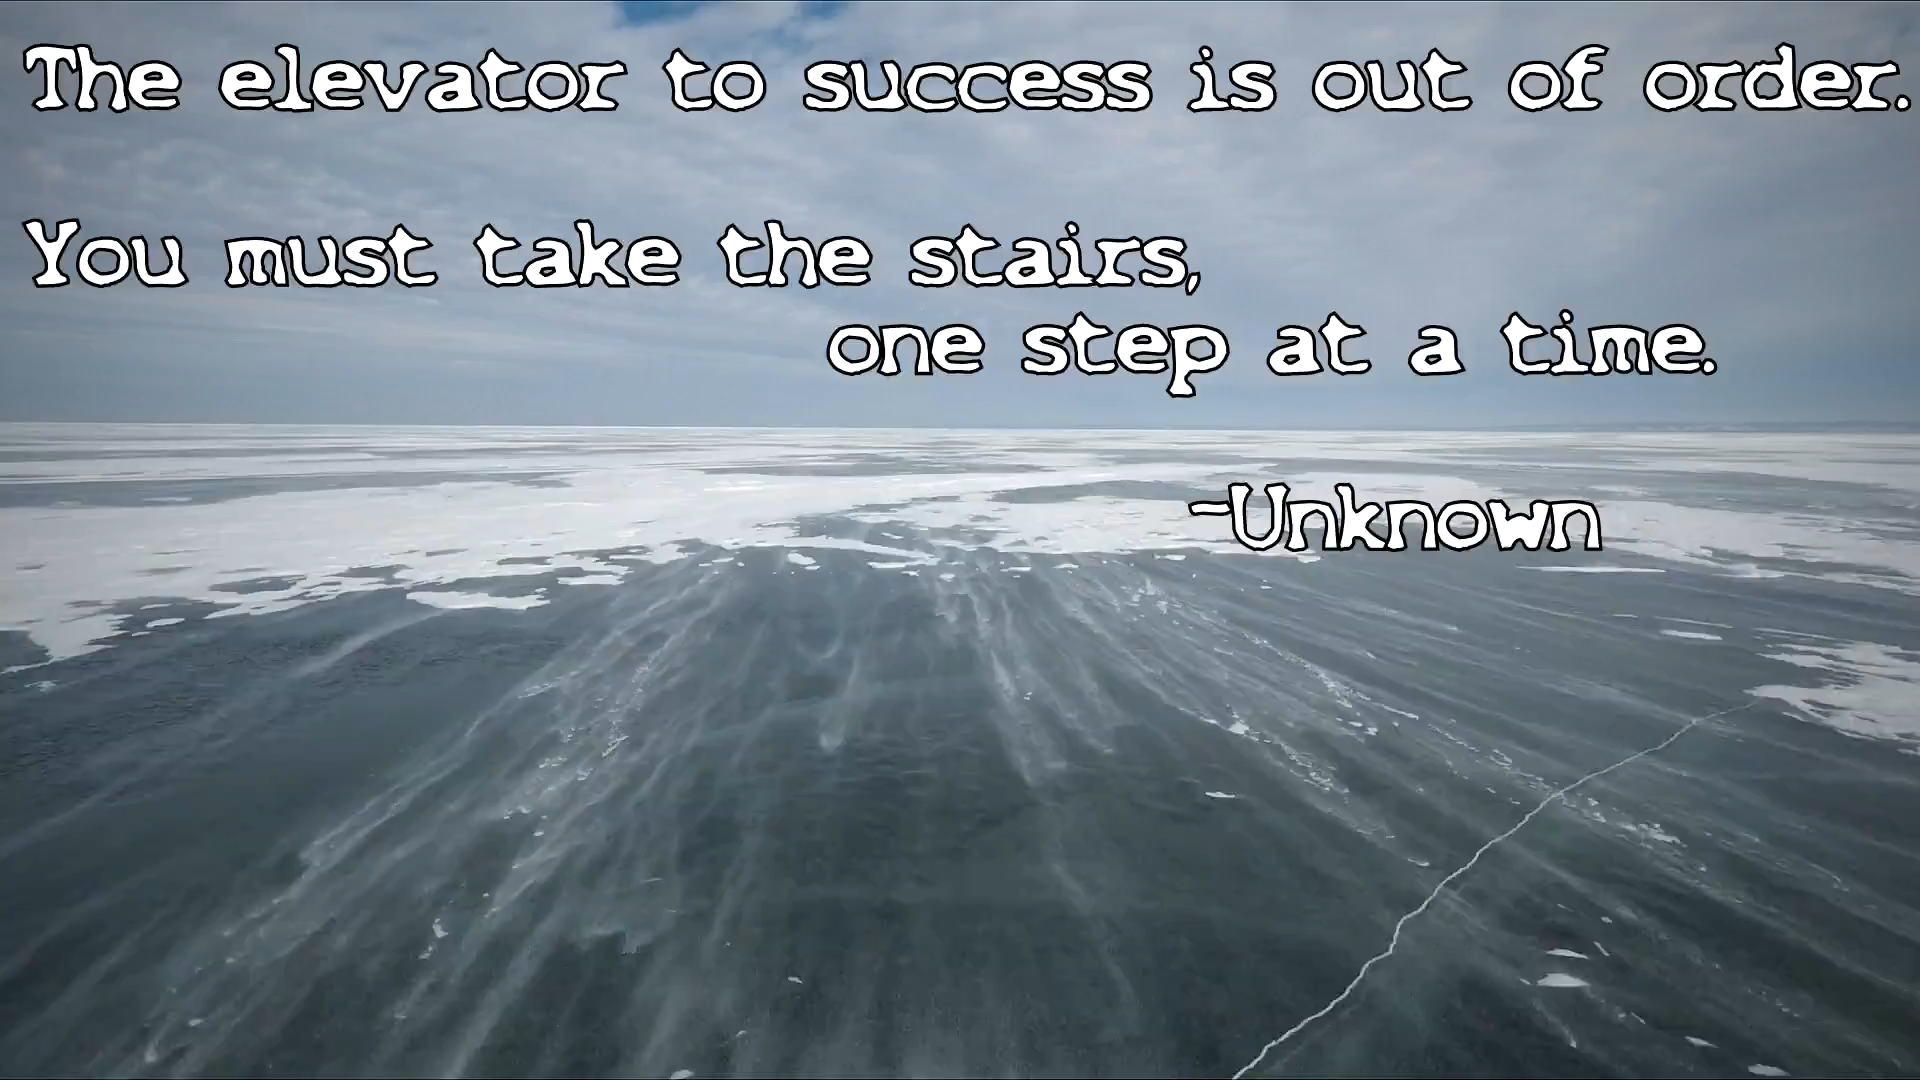 The elevator to success is out of order.
You must take the stairs,
one step at a time.
~Unknown